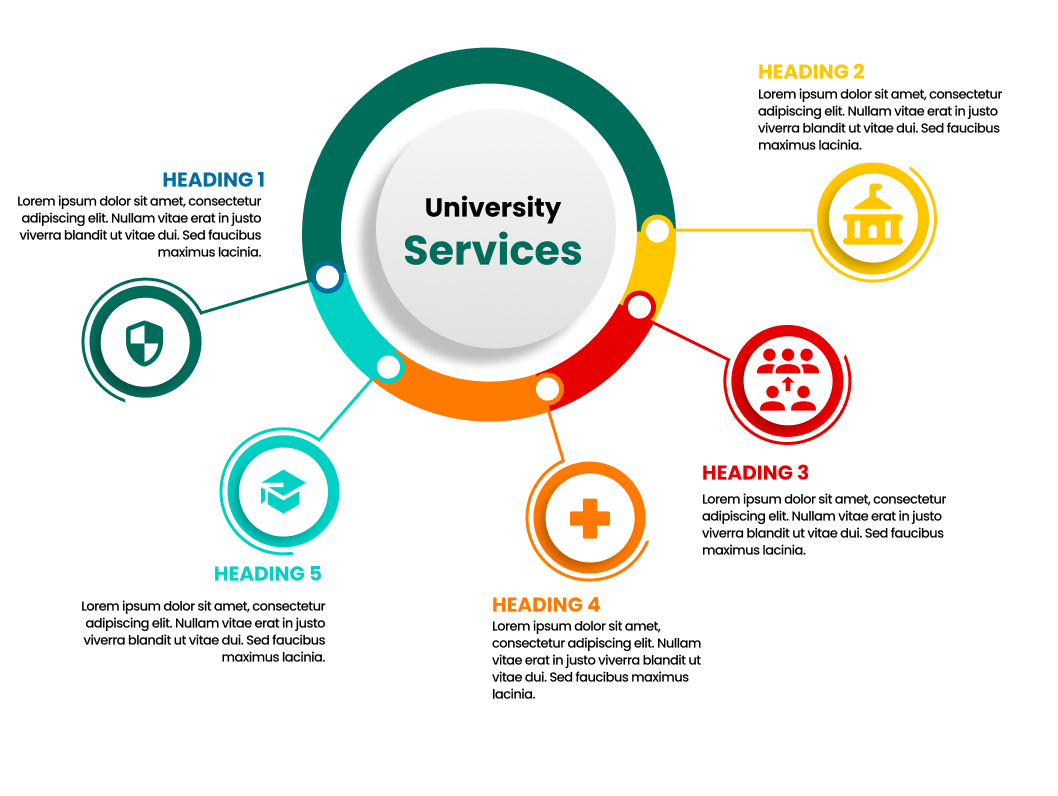 University
Services
HEADING 1
Lorem ipsum dolor sit amet, consectetur
adipiscing elit. Nullam vitae erat in justo
viverra blandit ut vitae dui. Sed faucibus
maximus lacinia.
HEADING 2
Lorem ipsum dolor sit amet, consectetur
adipiscing elit. Nullam vitae erat in justo
viverra blandit ut vitae dui. Sed faucibus
maximus lacinia.
HEADING 3
Lorem ipsum dolor sit amet, consectetur
adipiscing elit. Nullam vitae erat in justo
viverra blandit ut vitae dui. Sed faucibus
maximus lacinia.
HEADING 4
Lorem ipsum dolor sit amet,
consectetur adipiscing elit. Nullam
vitae erat in justo viverra blandit ut
vitae dui. Sed faucibus maximus
lacinia.
HEADING 5
Lorem ipsum dolor sit amet, consectetur
adipiscing elit. Nullam vitae erat in justo
viverra blandit ut vitae dui. Sed faucibus
maximus lacinia.